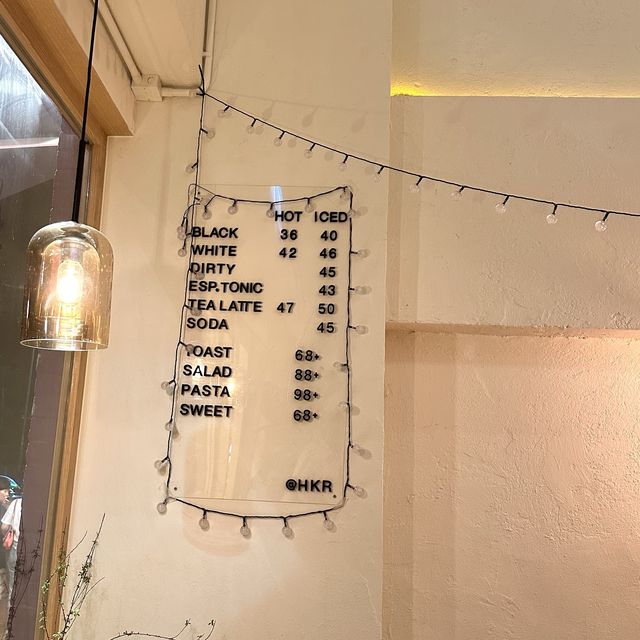 HOT ICED
BLACK 36 40
WHITE 42 46
DIRTY 45
ESP.TONIC 43
TEA LATTE 47 50
SODA 45
TOAST 68+
SALAD 88+
PASTA 98+
SWEET 68+
@HKR